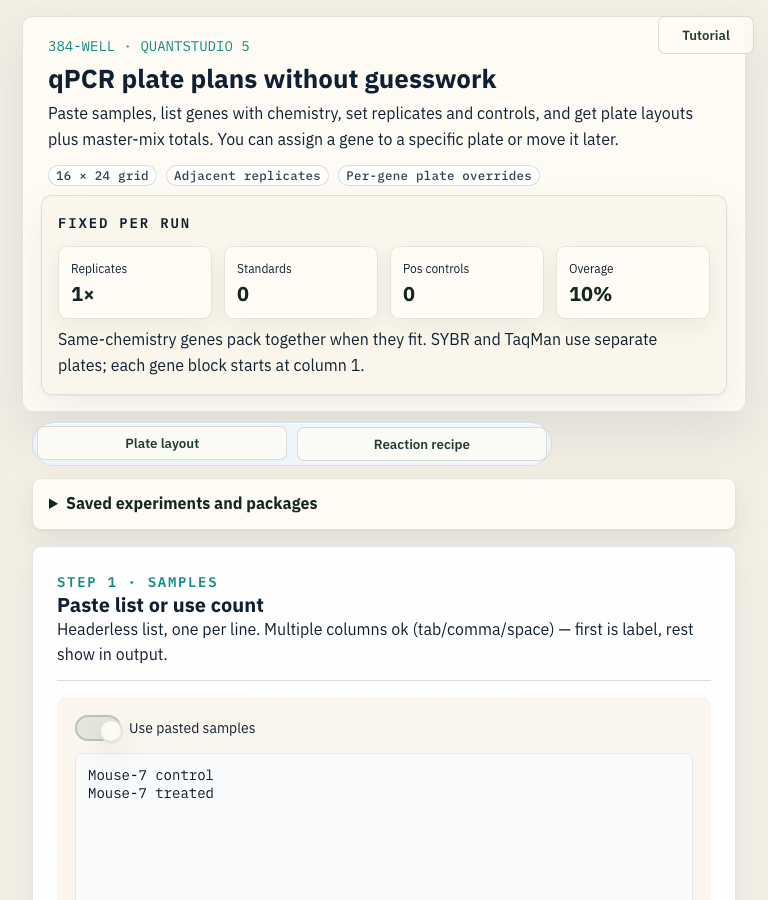 Tutorial
384-WELL · QUANTSTUDIO 5
qPCR plate plans without guesswork
Paste samples, list genes with chemistry, set replicates and controls, and get plate layouts
plus master-mix totals. You can assign a gene to a specific plate or move it later.
16 × 24 grid
Adjacent replicates
Per-gene plate overrides
FIXED PER RUN
Replicates
1×
Standards
0
Pos controls
0
Overage
10%
Same-chemistry genes pack together when they fit. SYBR and TaqMan use separate
plates; each gene block starts at column 1.
Plate layout
Reaction recipe
Saved experiments and packages
STEP 1 · SAMPLES
Paste list or use count
Headerless list, one per line. Multiple columns ok (tab/comma/space) — first is label, rest
show in output.
Use pasted samples
Mouse-7 control
Mouse-7 treated